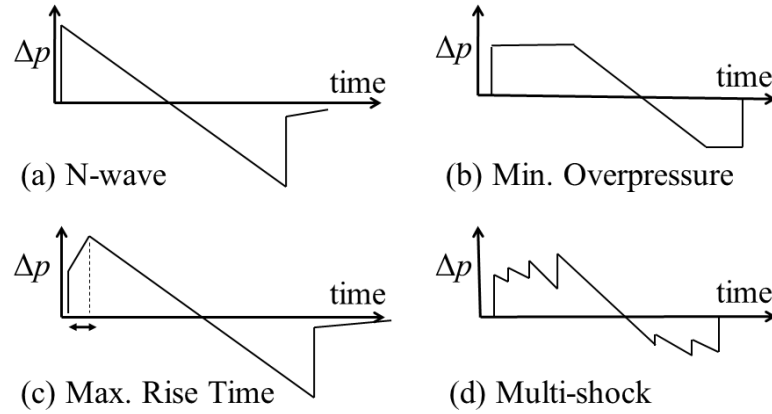 Δp
time
(a) N-wave
Δp
time
(b) Min. Overpressure
Δp
time
(c) Max. Rise Time
Δp
time
(d) Multi-shock